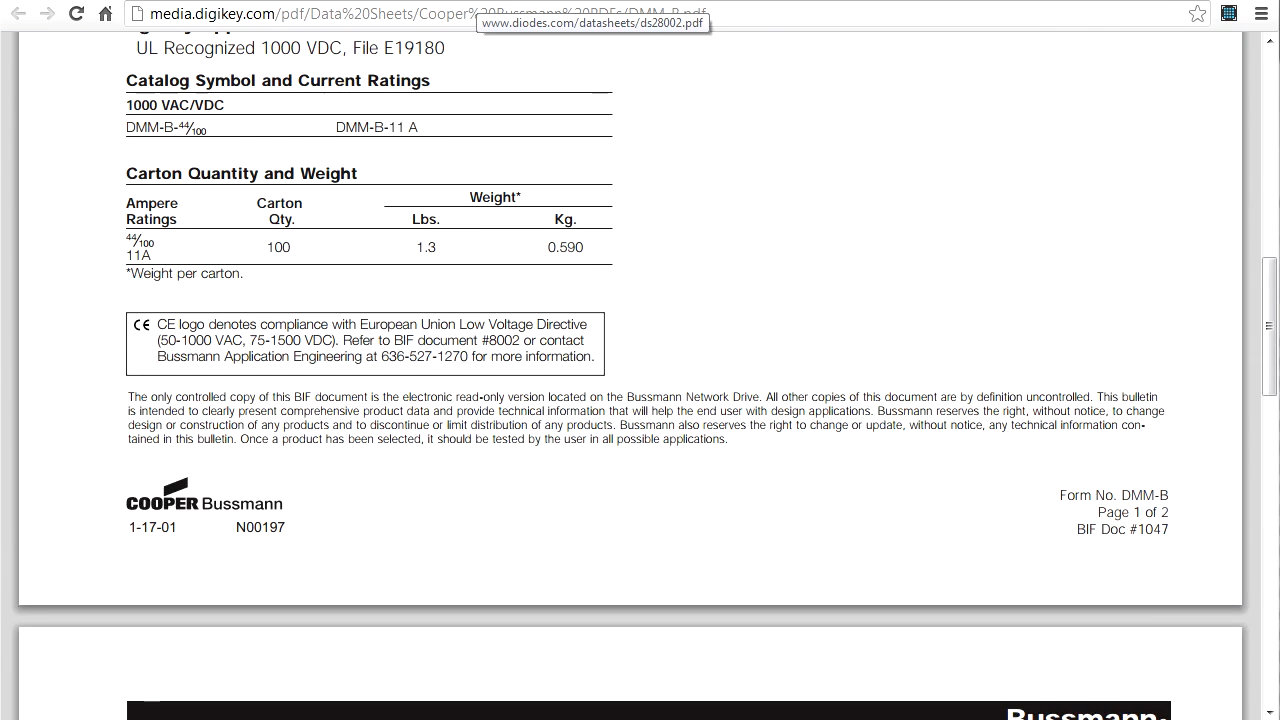 media.digikey.com/pdf/Data%20Sheets/Cooper%20Bussmann%20PDFs/DMM-B.pdf
www.diodes.com/datasheets/ds28002.pdf
UL Recognized 1000 VDC, File E19180
Catalog Symbol and Current Ratings
1000 VAC/VDC
DMM-B-44/100 DMM-B-11 A
Carton Quantity and Weight
Ampere Carton Weight*
Ratings Qty. Lbs. Kg.
44/100
11A 100 1.3 0.590
*Weight per carton.
CE CE logo denotes compliance with European Union Low Voltage Directive
(50-1000 VAC, 75-1500 VDC). Refer to BIF document #8002 or contact
Bussmann Application Engineering at 636-527-1270 for more information.
The only controlled copy of this BIF document is the electronic read-only version located on the Bussmann Network Drive. All other copies of this document are by definition uncontrolled. This bulletin
is intended to clearly present comprehensive product data and provide technical information that will help the end user with design applications. Bussmann reserves the right, without notice, to change
design or construction of any products and to discontinue or limit distribution of any products. Bussmann also reserves the right to change or update, without notice, any technical information con-
tained in this bulletin. Once a product has been selected, it should be tested by the user in all possible applications.
COOPER Bussmann
1-17-01 N00197
Form No. DMM-B
Page 1 of 2
BIF Doc #1047
Bussmann